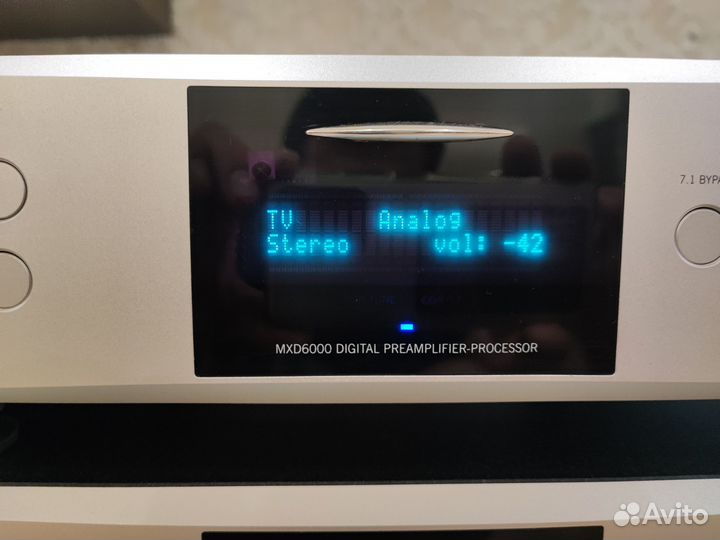 7.1 BYPA
TV Analog
Stereo vol: -42
MXD6000 DIGITAL PREAMPLIFIER-PROCESSOR
Avito